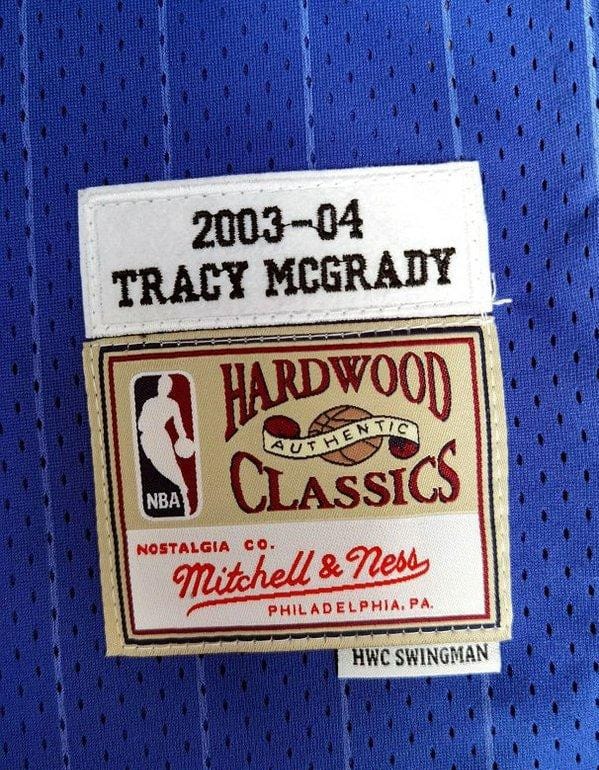 2003-04
TRACY MCGRADY
HARDWOOD
AUTHENTIC
CLASSICS
NBA
NOSTALGIA CO.
Mitchell & Ness
PHILADELPHIA, PA.
HWC SWINGMAN